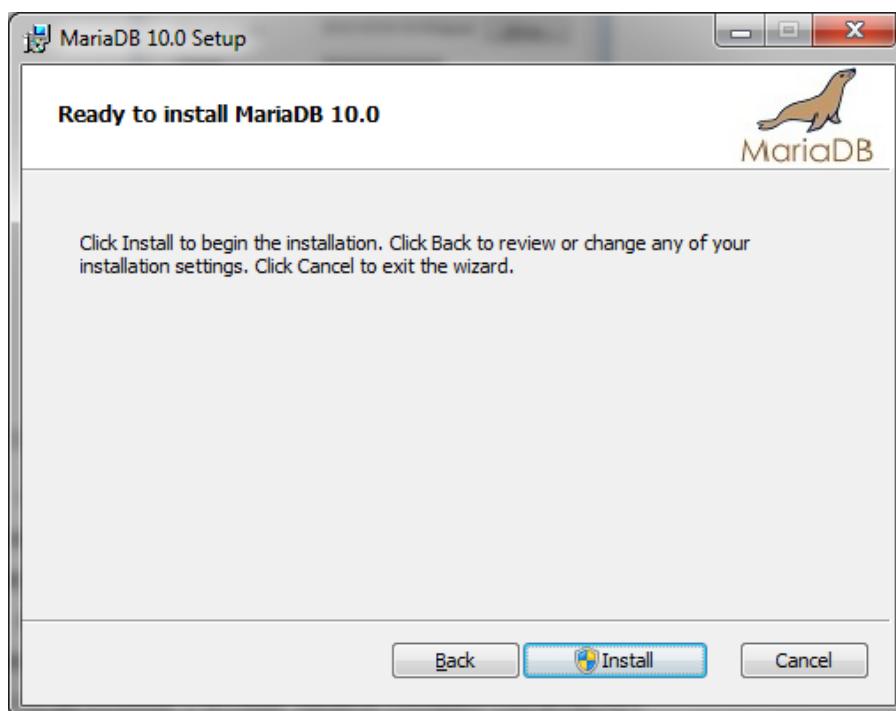 MariaDB 10.0 Setup
Ready to install MariaDB 10.0
MariaDB
Click Install to begin the installation. Click Back to review or change any of your
installation settings. Click Cancel to exit the wizard.
Back
Install
Cancel